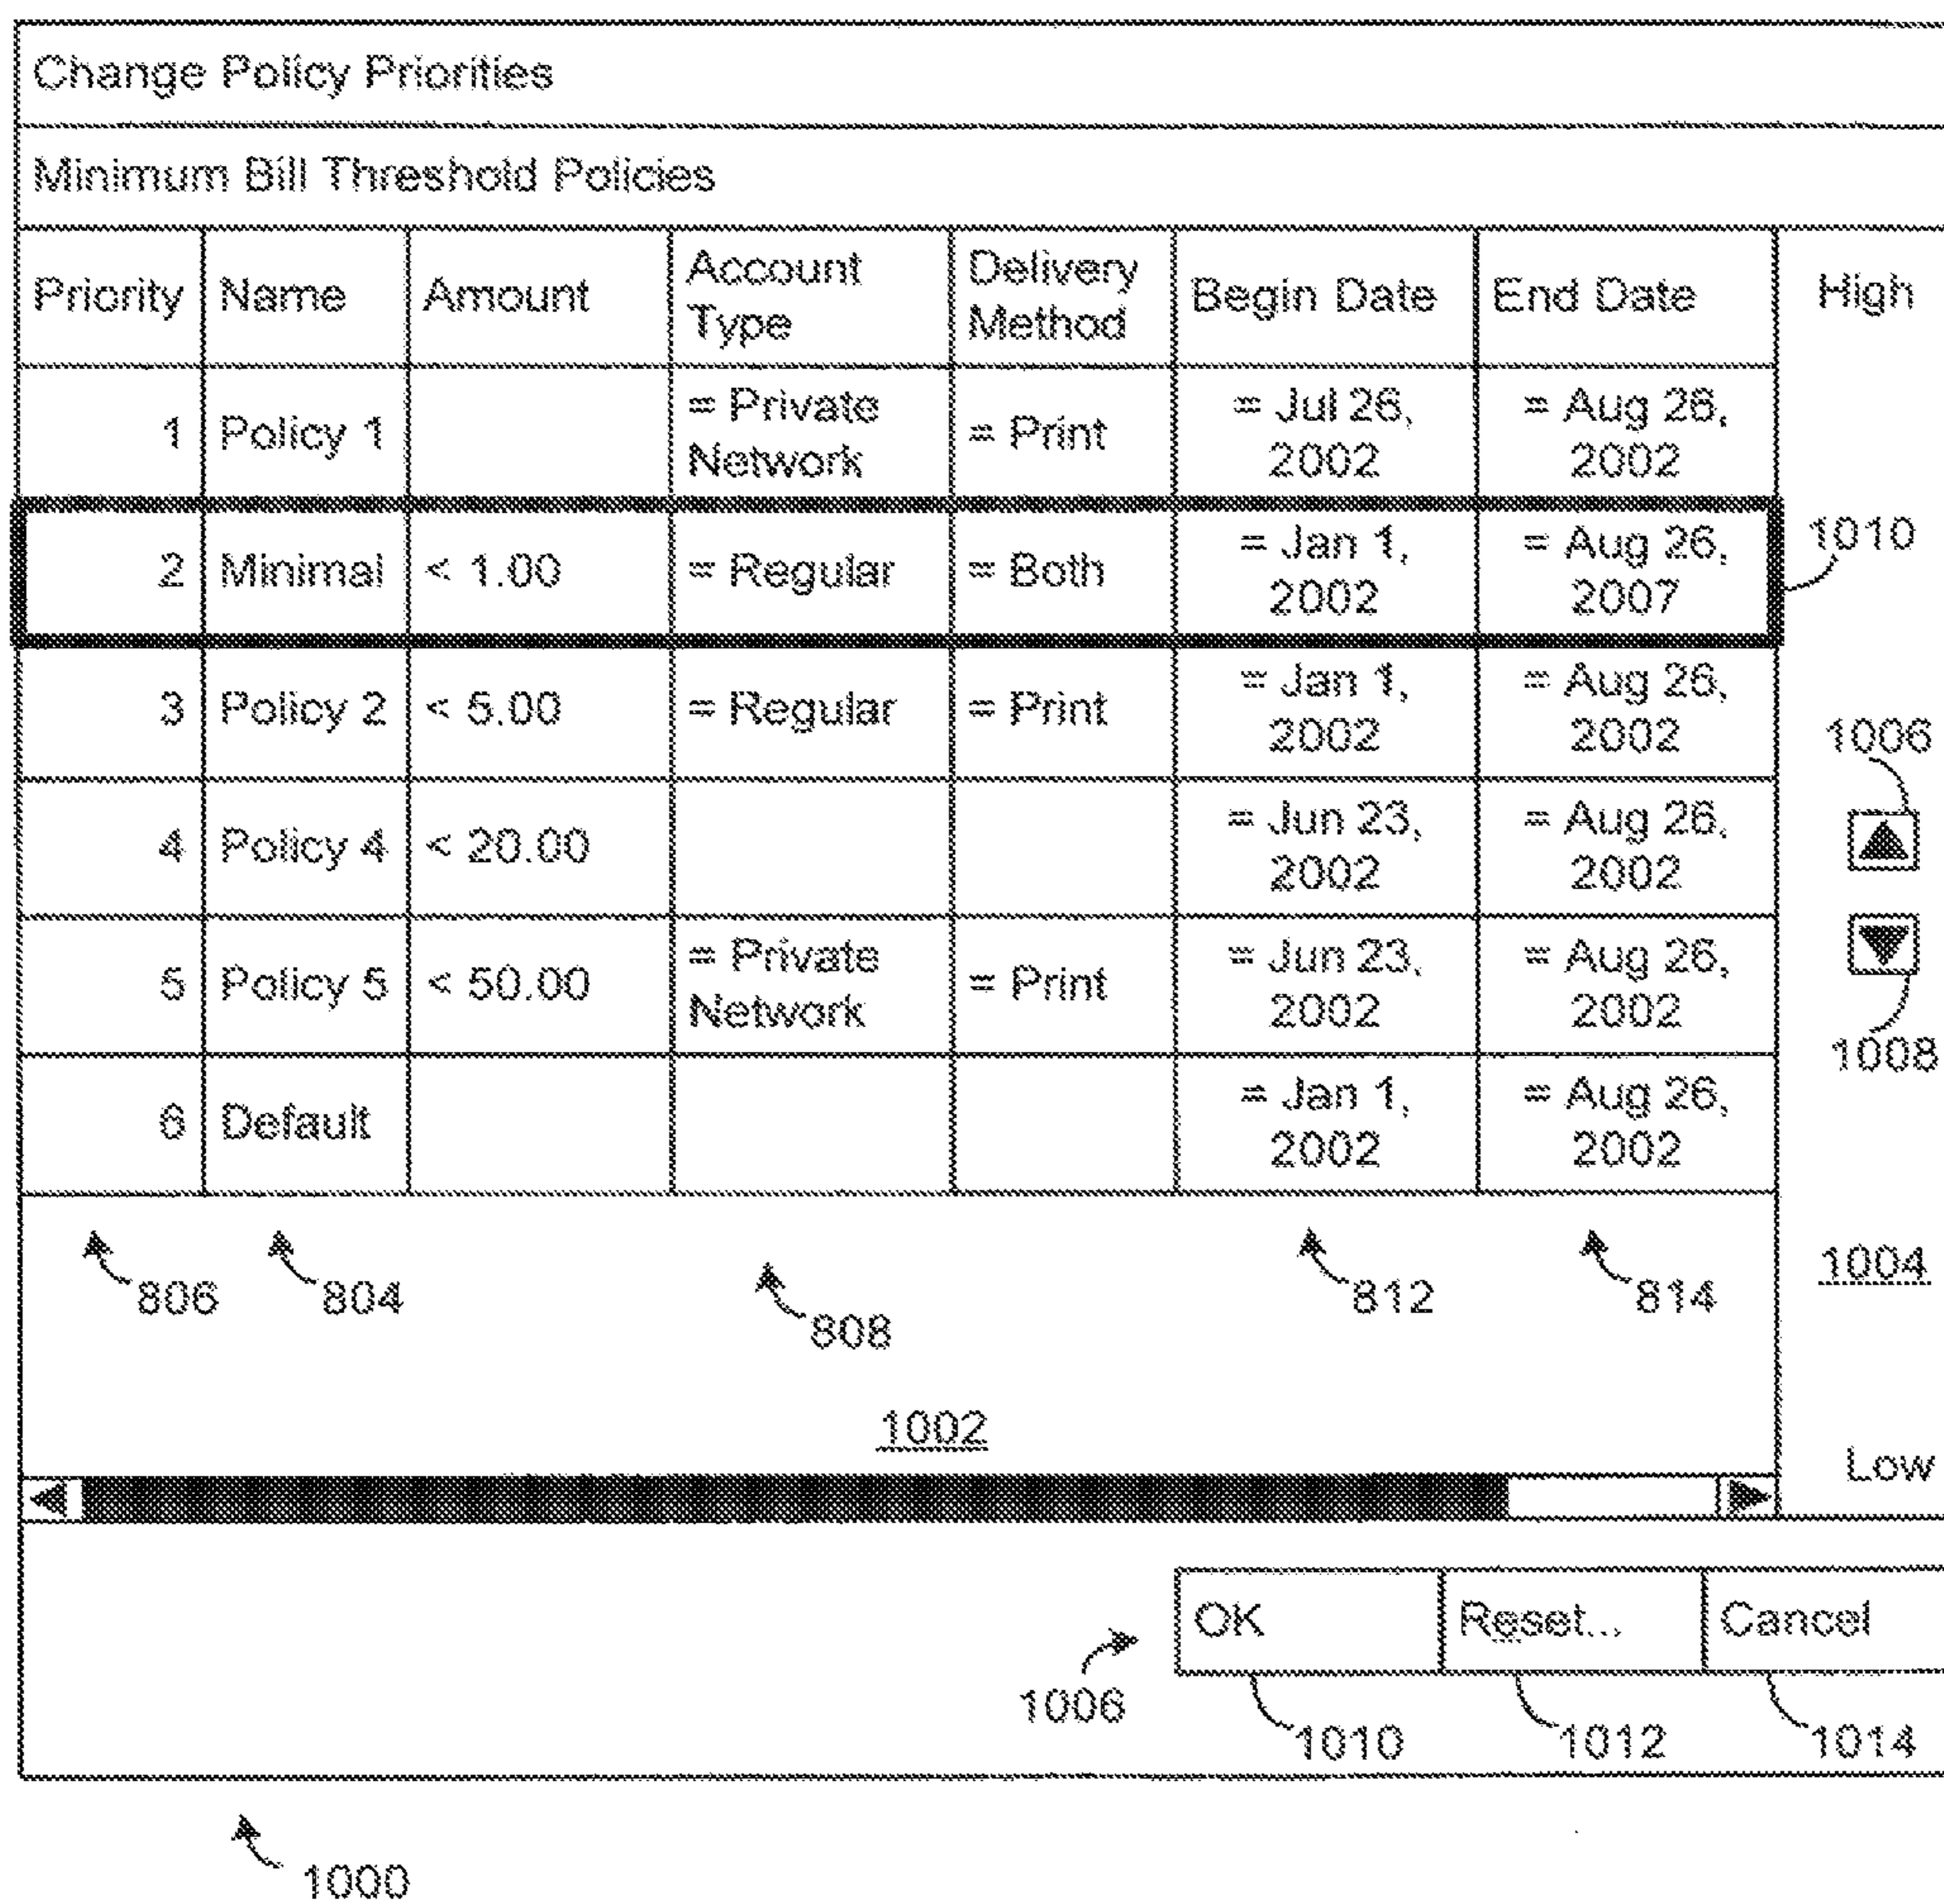 Change Policy Priorities
Minimum Bill Threshold Policies
Priority Name Amount Account Type Delivery Method Begin Date End Date High
1 Policy 1 = Private Network = Print = Jul 26, 2002 = Aug 26, 2002
2 Minimal < 1.00 = Regular = Both = Jan 1, 2002 = Aug 26, 2007
1010
3 Policy 2 < 5.00 = Regular = Print = Jan 1, 2002 = Aug 26, 2002
1006
4 Policy 4 < 20.00 = Jun 23, 2002 = Aug 26, 2002
5 Policy 5 < 50.00 = Private Network = Print = Jun 23, 2002 = Aug 26, 2002
1008
6 Default = Jan 1, 2002 = Aug 26, 2002
806 804 808 812 814 1004
1002
Low
OK Reset... Cancel
1006 1010 1012 1014
1000